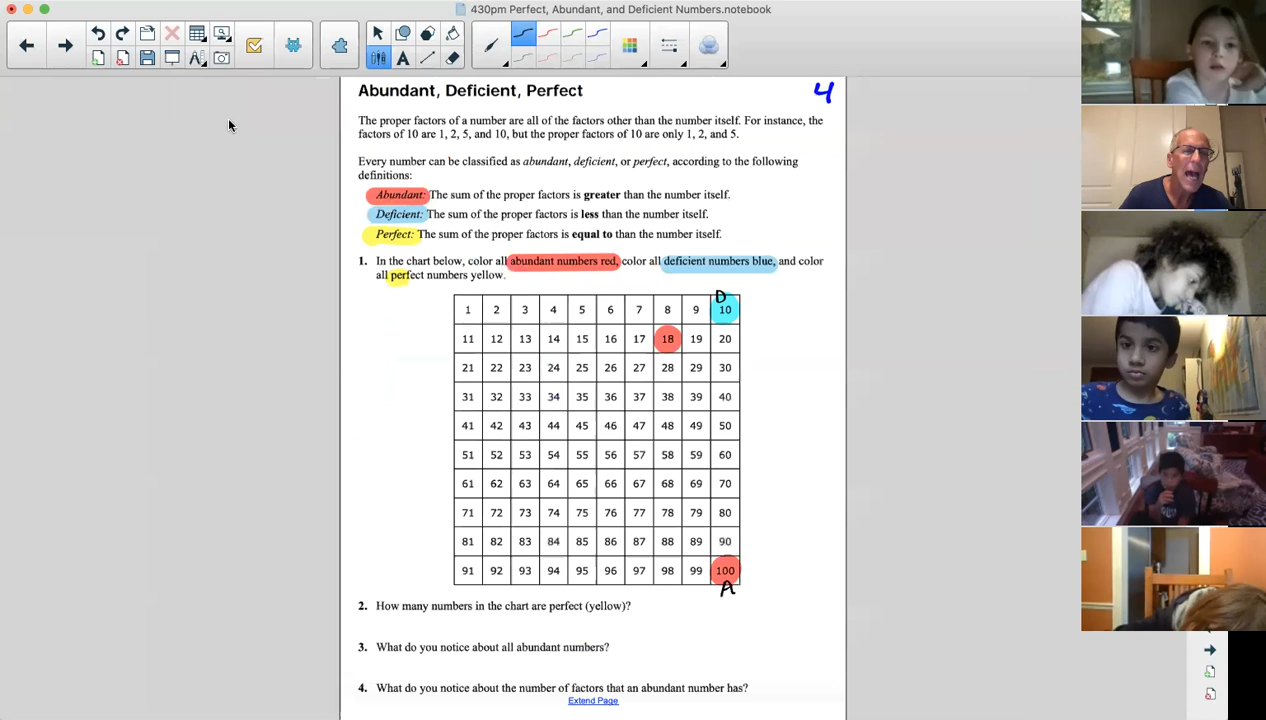 430pm Perfect, Abundant, and Deficient Numbers.notebook
Abundant, Deficient, Perfect
4
The proper factors of a number are all of the factors other than the number itself. For instance, the
factors of 10 are 1, 2, 5, and 10, but the proper factors of 10 are only 1, 2, and 5.
Every number can be classified as abundant, deficient, or perfect, according to the following
definitions:
Abundant: The sum of the proper factors is greater than the number itself.
Deficient: The sum of the proper factors is less than the number itself.
Perfect: The sum of the proper factors is equal to than the number itself.
1. In the chart below, color all abundant numbers red, color all deficient numbers blue, and color
all perfect numbers yellow.
D
1 2 3 4 5 6 7 8 9 10
11 12 13 14 15 16 17 18 19 20
21 22 23 24 25 26 27 28 29 30
31 32 33 34 35 36 37 38 39 40
41 42 43 44 45 46 47 48 49 50
51 52 53 54 55 56 57 58 59 60
61 62 63 64 65 66 67 68 69 70
71 72 73 74 75 76 77 78 79 80
81 82 83 84 85 86 87 88 89 90
91 92 93 94 95 96 97 98 99 100
A
2. How many numbers in the chart are perfect (yellow)?
3. What do you notice about all abundant numbers?
4. What do you notice about the number of factors that an abundant number has?
Extend Page